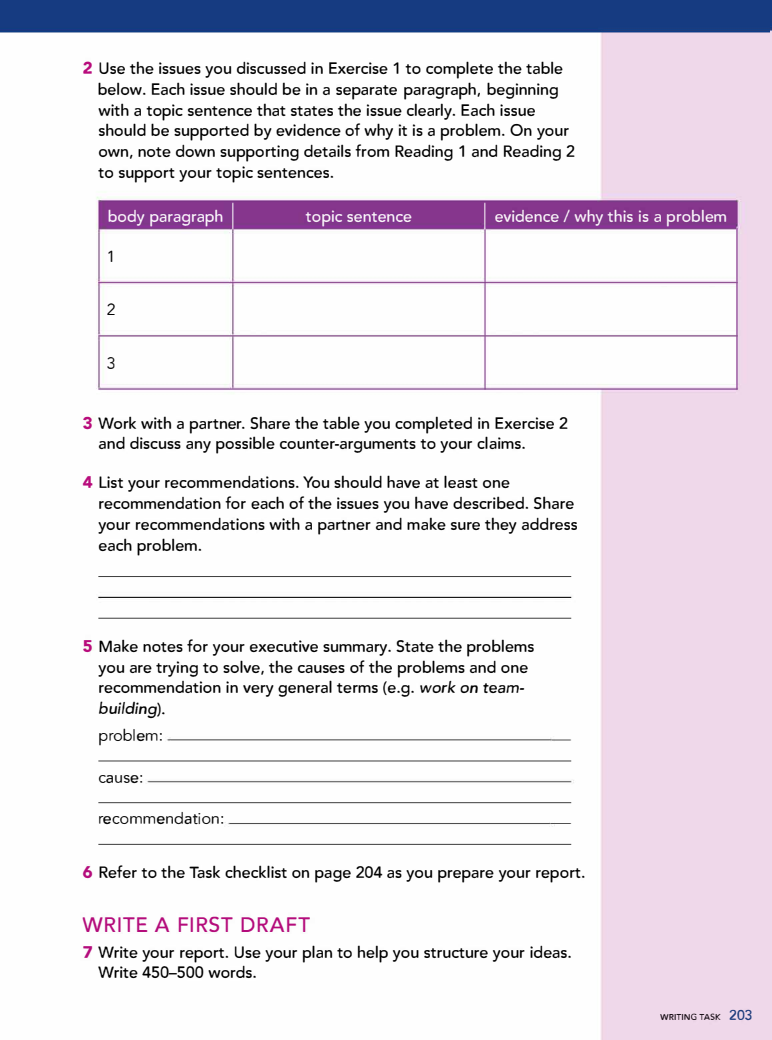 2 Use the issues you discussed in Exercise 1 to complete the table
below. Each issue should be in a separate paragraph, beginning
with a topic sentence that states the issue clearly. Each issue
should be supported by evidence of why it is a problem. On your
own, note down supporting details from Reading 1 and Reading 2
to support your topic sentences.
body paragraph topic sentence evidence / why this is a problem
1
2
3
3 Work with a partner. Share the table you completed in Exercise 2
and discuss any possible counter-arguments to your claims.
4 List your recommendations. You should have at least one
recommendation for each of the issues you have described. Share
your recommendations with a partner and make sure they address
each problem.
5 Make notes for your executive summary. State the problems
you are trying to solve, the causes of the problems and one
recommendation in very general terms (e.g. work on team-
building).
problem:
cause:
recommendation:
6 Refer to the Task checklist on page 204 as you prepare your report.
WRITE A FIRST DRAFT
7 Write your report. Use your plan to help you structure your ideas.
Write 450–500 words.
WRITING TASK 203